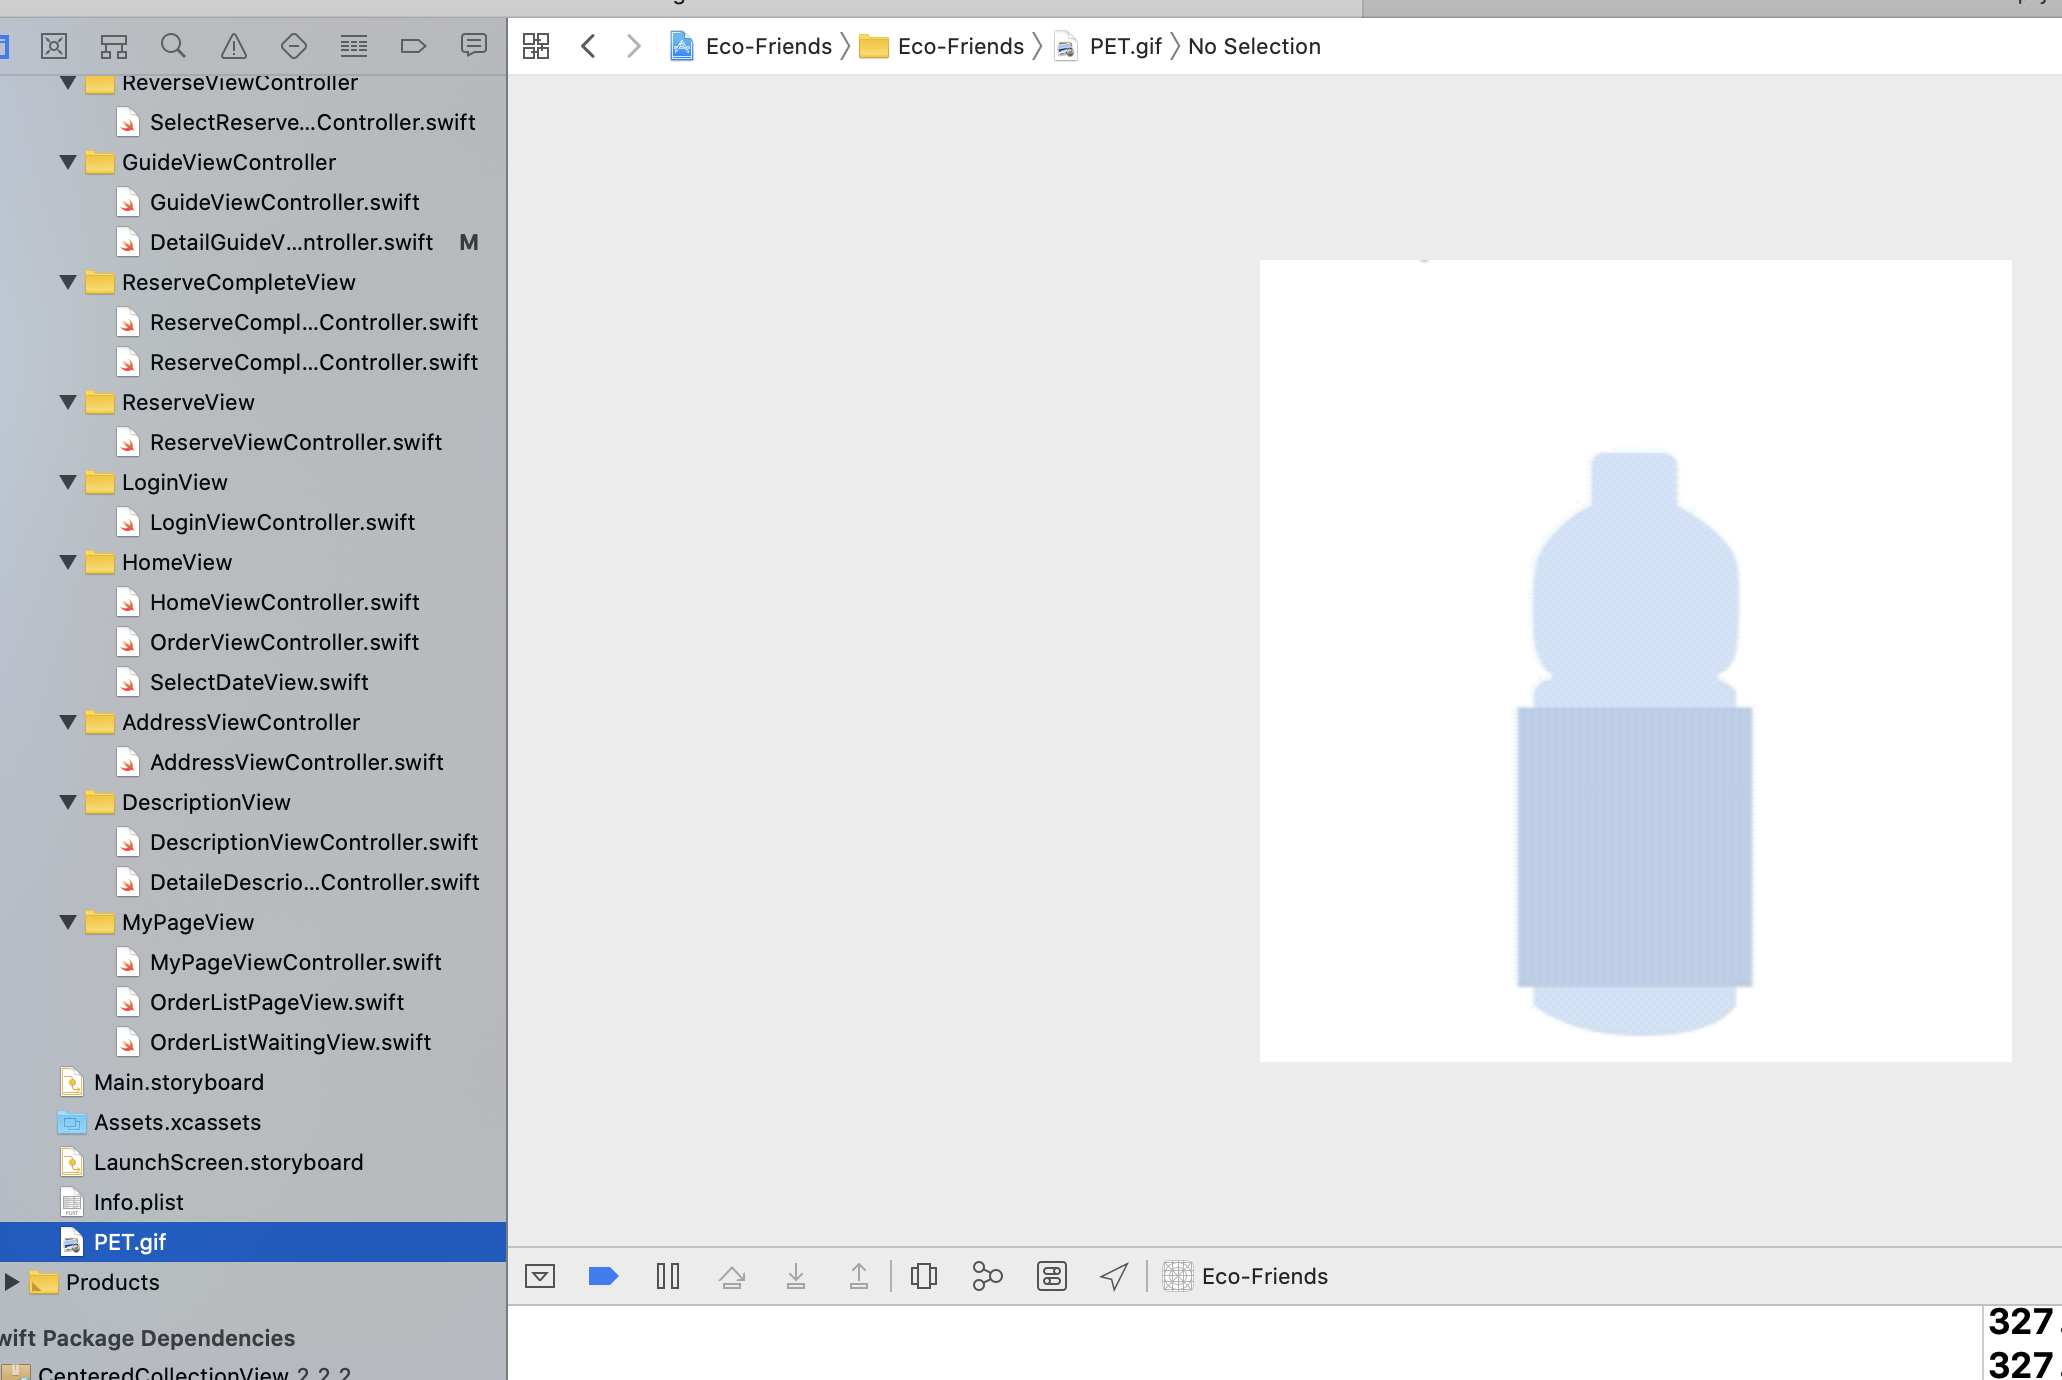 Eco-Friends
Eco-Friends
PET.gif
No Selection
ReverseViewController
SelectReserve...Controller.swift
GuideViewController
GuideViewController.swift
DetailGuideV...ntroller.swift M
ReserveCompleteView
ReserveCompl...Controller.swift
ReserveCompl...Controller.swift
ReserveView
ReserveViewController.swift
LoginView
LoginViewController.swift
HomeView
HomeViewController.swift
OrderViewController.swift
SelectDateView.swift
AddressViewController
AddressViewController.swift
DescriptionView
DescriptionViewController.swift
DetaileDescrio...Controller.swift
MyPageView
MyPageViewController.swift
OrderListPageView.swift
OrderListWaitingView.swift
Main.storyboard
Assets.xcassets
LaunchScreen.storyboard
Info.plist
PET.gif
Products
wift Package Dependencies
CenteredCollectionView 2.2.2
Eco-Friends
327.
327